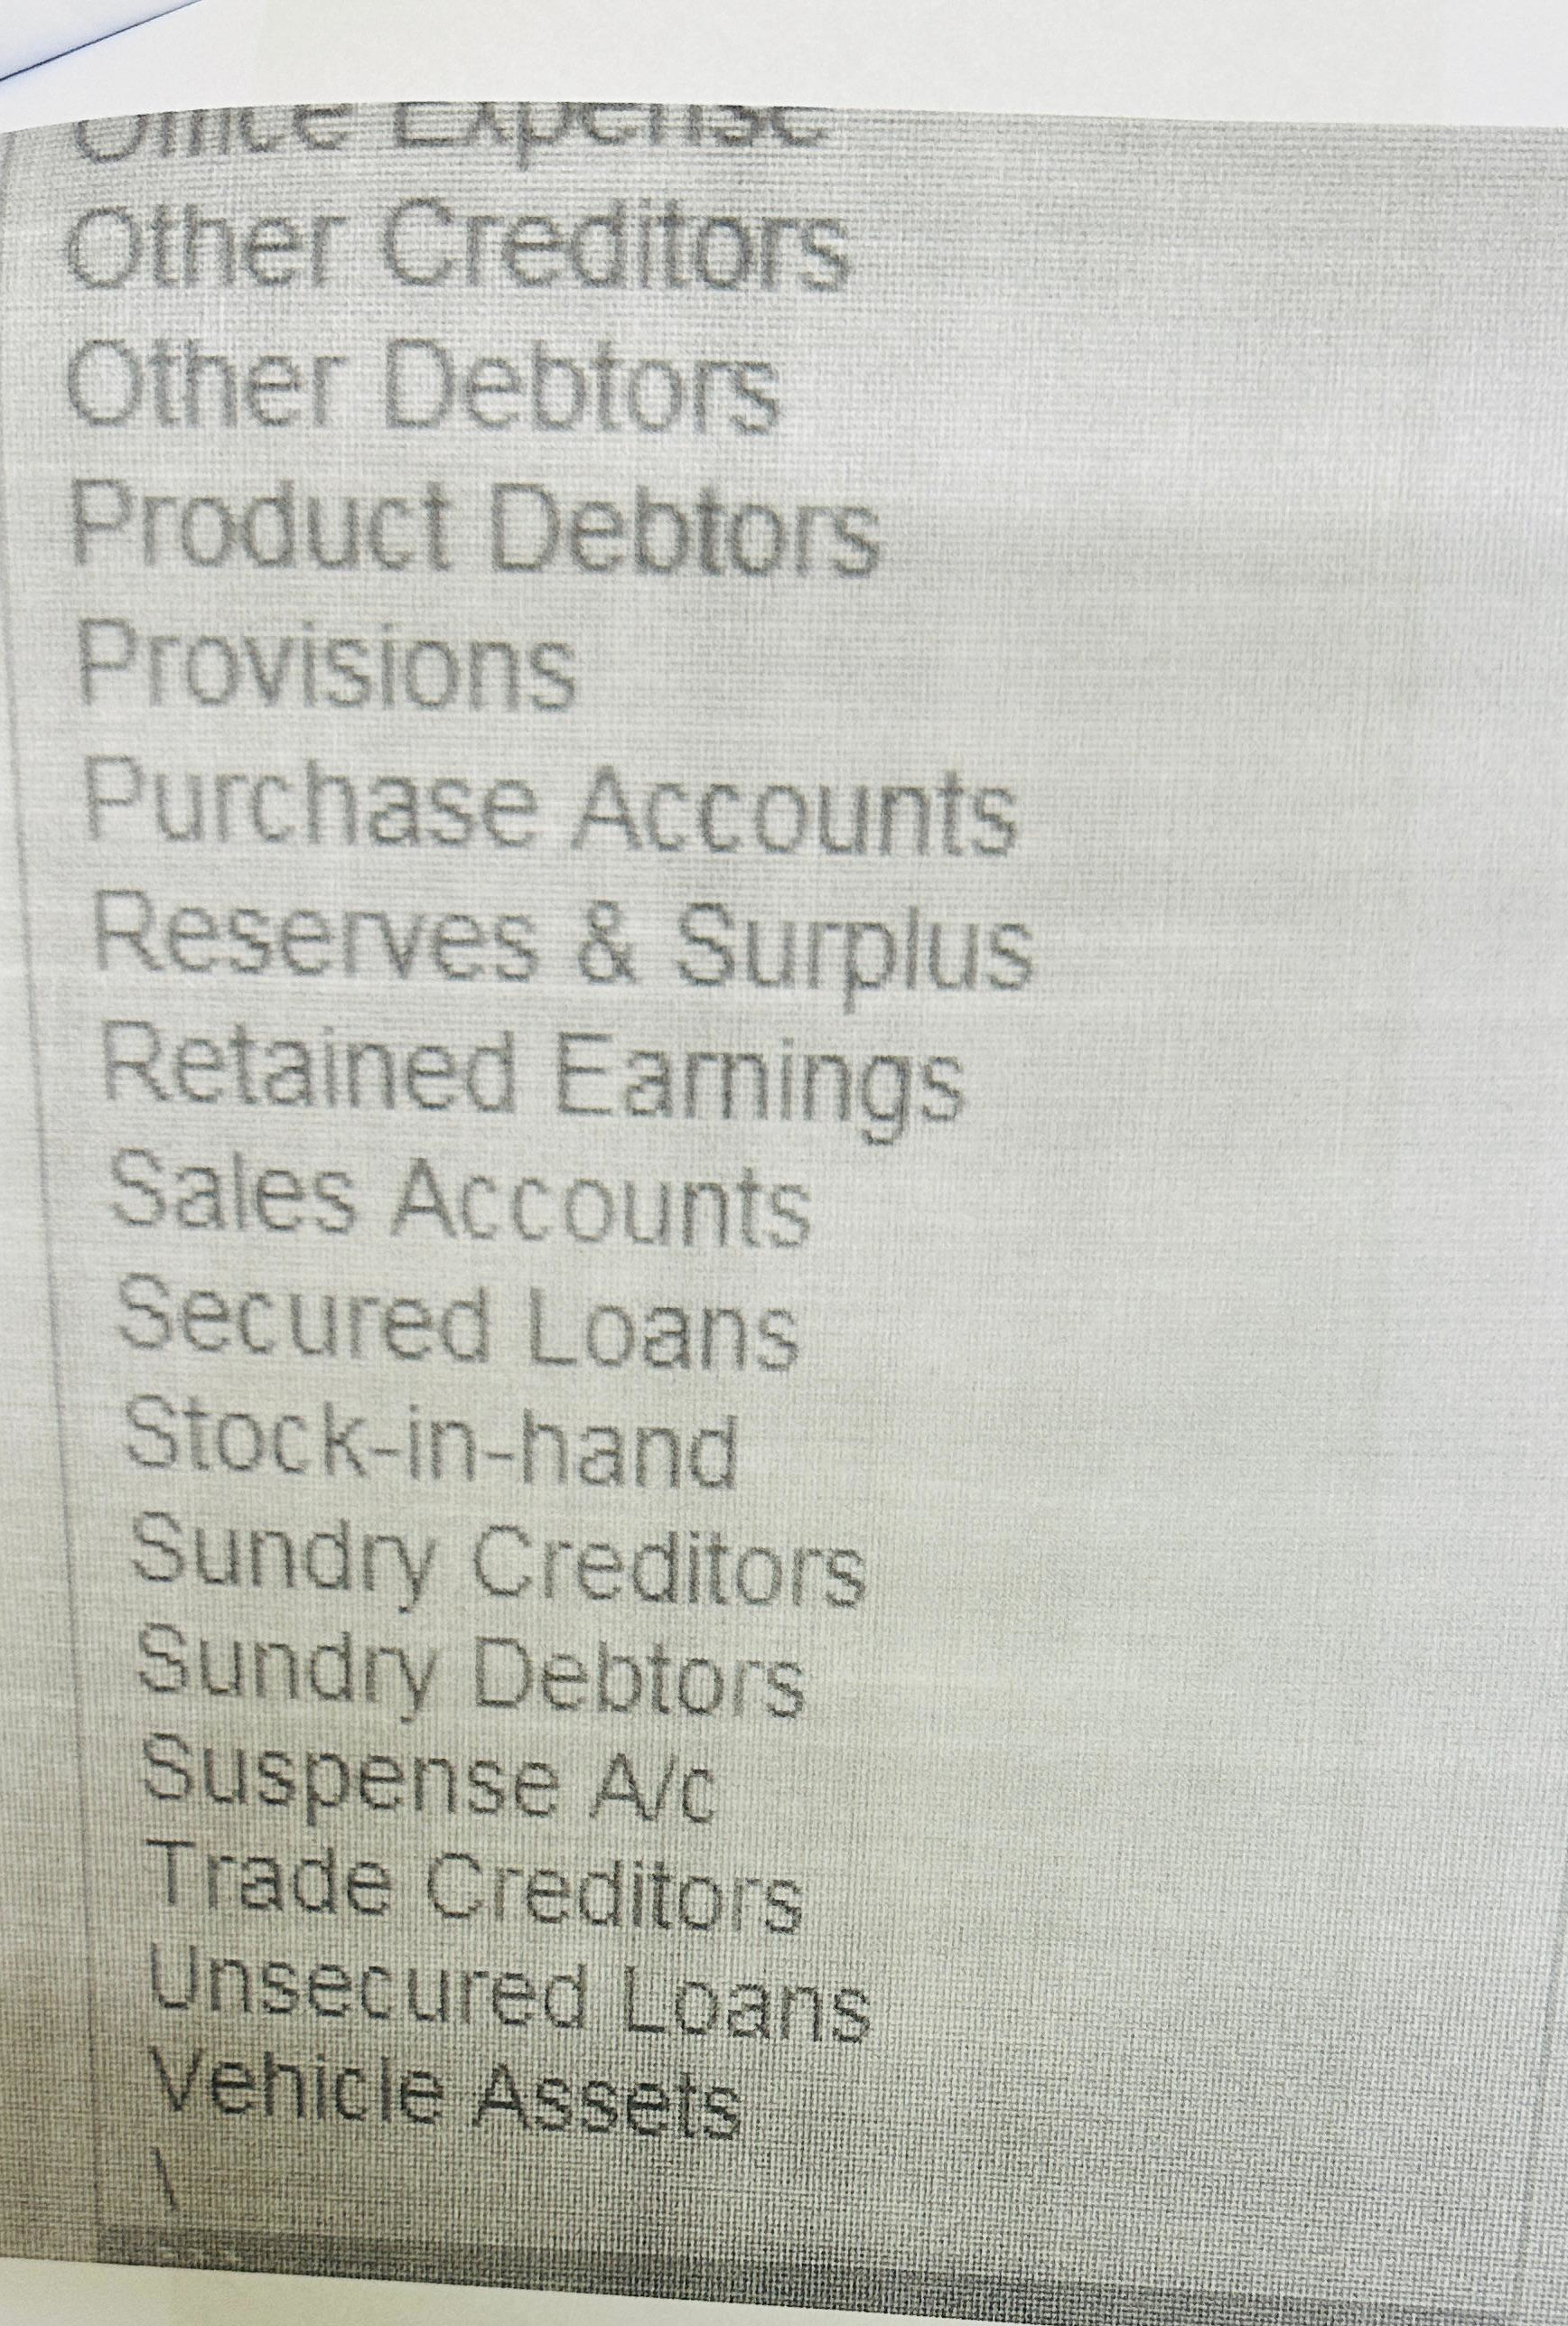 Office Expense
Other Creditors
Other Debtors
Product Debtors
Provisions
Purchase Accounts
Reserves & Surplus
Retained Earnings
Sales Accounts
Secured Loans
Stock-in-hand
Sundry Creditors
Sundry Debtors
Suspense A/c
Trade Creditors
Unsecured Loans
Vehicle Assets
\